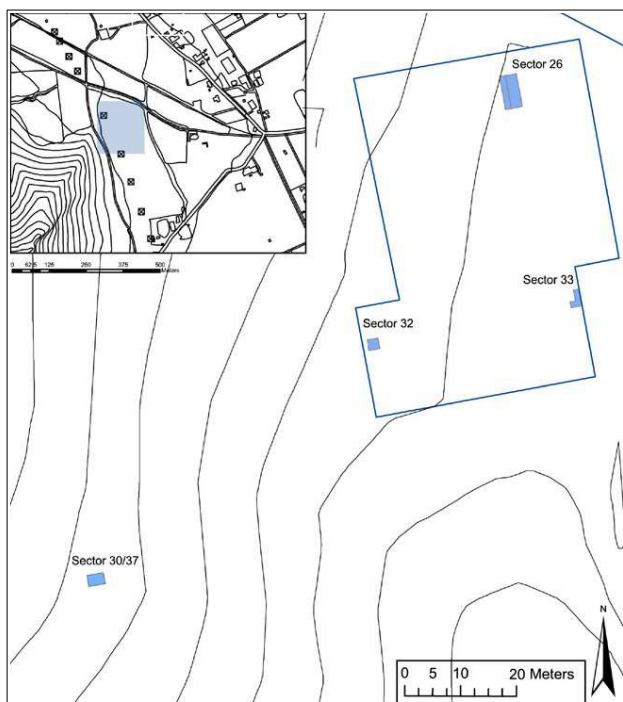 Sector 26
0 62.5 125 250 375 500
Meters
Sector 33
Sector 32
Sector 30/37
N
0 5 10 20 Meters